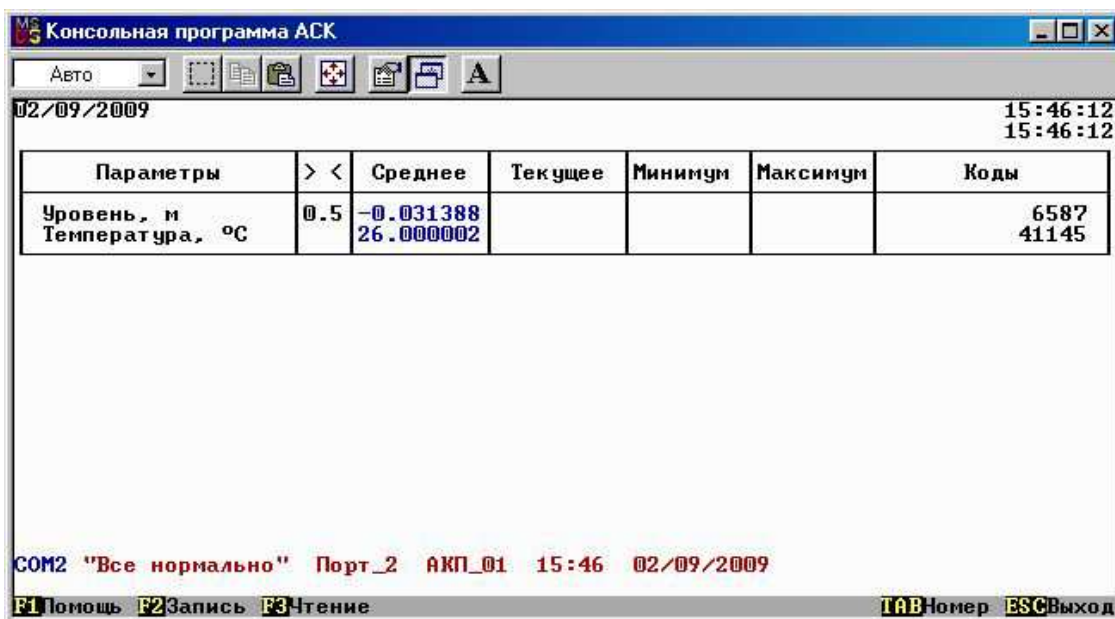 Консольная программа АСК
Авто
A
02/09/2009 15:46:12
15:46:12
Параметры > < Среднее Текущее Минимум Максимум Коды
Уровень, м 0.5 -0.031388 6587
Температура, °C 26.000002 41145
COM2 "Все нормально" Порт_2 АКП_01 15:46 02/09/2009
F1Помощь F2Запись F3Чтение TABНомер ESCВыход